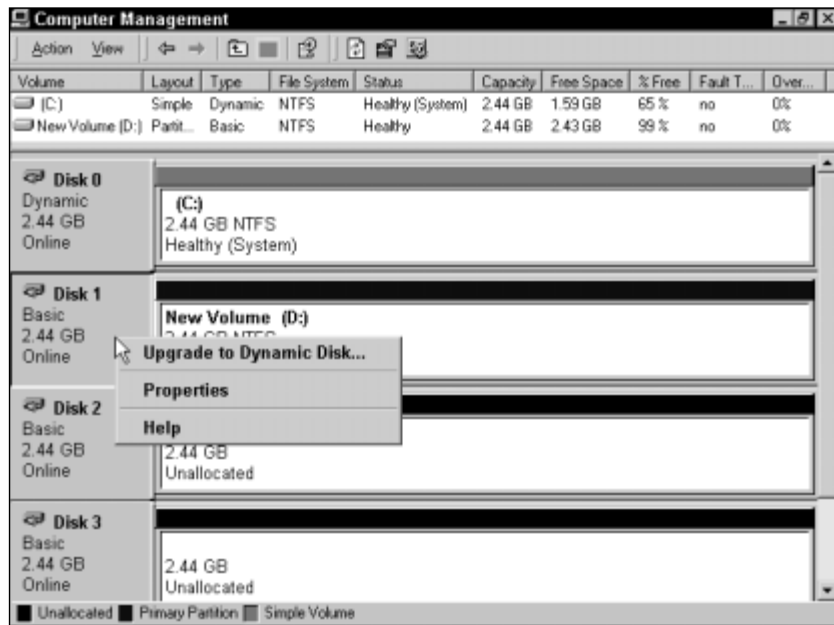 Computer Management
Action View
Volume Layout Type File System Status Capacity Free Space % Free Fault T... Over...
(C:) Simple Dynamic NTFS Healthy (System) 2.44 GB 1.59 GB 65 % no 0%
New Volume (D:) Partit... Basic NTFS Healthy 2.44 GB 2.43 GB 99 % no 0%
Disk 0
Dynamic
2.44 GB
Online
(C:)
2.44 GB NTFS
Healthy (System)
Disk 1
Basic
2.44 GB
Online
New Volume (D:)
2.44 GB NTFS
Upgrade to Dynamic Disk...
Properties
Help
Disk 2
Basic
2.44 GB
Online
2.44 GB
Unallocated
Disk 3
Basic
2.44 GB
Online
2.44 GB
Unallocated
Unallocated Primary Partition Simple Volume